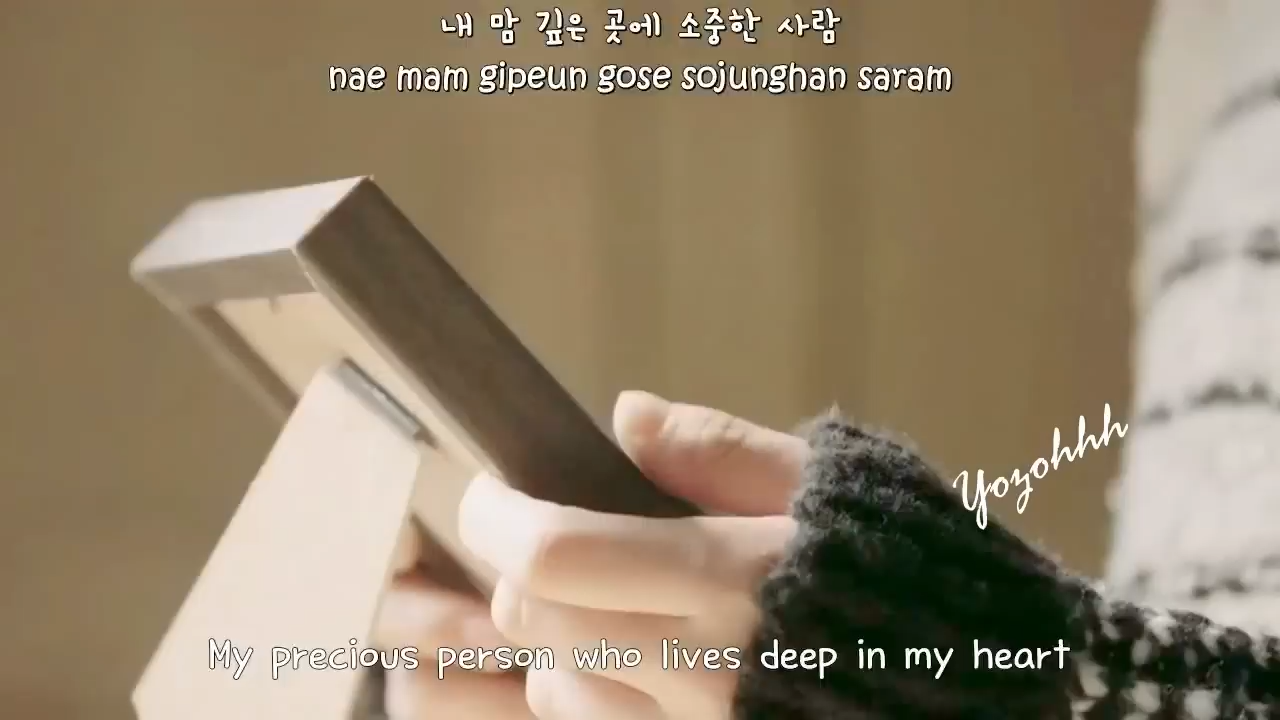 내 맘 깊은 곳에 소중한 사람
nae mam gipeun gose sojunghan saram
Yozohhh
My precious person who lives deep in my heart